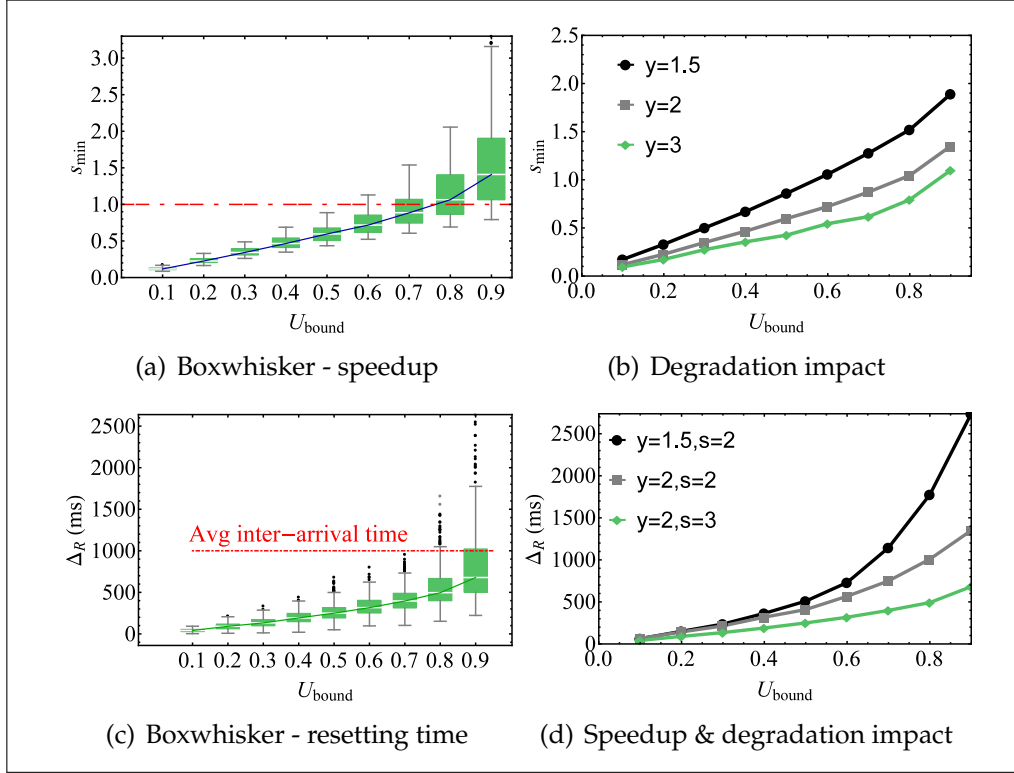 3.0
2.5
2.0
1.5
1.0
0.5
0.0
s_min
0.1 0.2 0.3 0.4 0.5 0.6 0.7 0.8 0.9
U_bound
(a) Boxwhisker - speedup
2.5
2.0
1.5
1.0
0.5
0.0
s_min
y=1.5
y=2
y=3
0.0 0.2 0.4 0.6 0.8
U_bound
(b) Degradation impact
2500
2000
1500
1000
500
0
Δ_R (ms)
Avg inter−arrival time
0.1 0.2 0.3 0.4 0.5 0.6 0.7 0.8 0.9
U_bound
(c) Boxwhisker - resetting time
2500
2000
1500
1000
500
0
Δ_R (ms)
y=1.5,s=2
y=2,s=2
y=2,s=3
0.0 0.2 0.4 0.6 0.8
U_bound
(d) Speedup & degradation impact